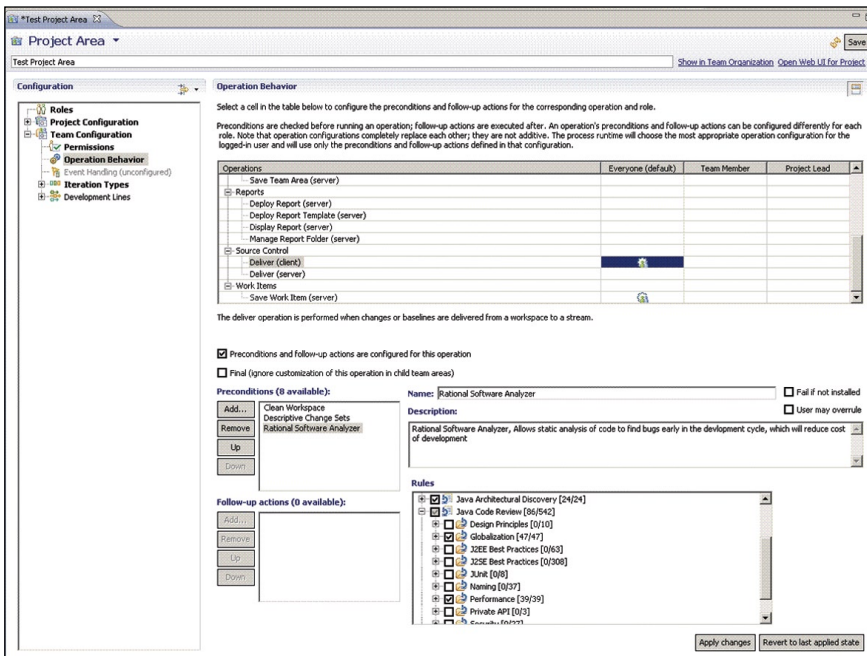 *Test Project Area
Project Area
Save
Test Project Area
Show in Team Organization Open Web UI for Project
Configuration
Roles
Project Configuration
Team Configuration
Permissions
Operation Behavior
Event Handling (unconfigured)
Iteration Types
Development Lines
Operation Behavior
Select a cell in the table below to configure the preconditions and follow-up actions for the corresponding operation and role.
Preconditions are checked before running an operation; follow-up actions are executed after. An operation's preconditions and follow-up actions can be configured differently for each
role. Note that operation configurations completely replace each other; they are not additive. The process runtime will choose the most appropriate operation configuration for the
logged-in user and will use only the preconditions and follow-up actions defined in that configuration.
Operations Everyone (default) Team Member Project Lead
Save Team Area (server)
Reports
Deploy Report (server)
Deploy Report Template (server)
Display Report (server)
Manage Report Folder (server)
Source Control
Deliver (client)
Deliver (server)
Work Items
Save Work Item (server)
The deliver operation is performed when changes or baselines are delivered from a workspace to a stream.
Preconditions and follow-up actions are configured for this operation
Final (ignore customization of this operation in child team areas)
Preconditions (8 available):
Add...
Remove
Up
Down
Clean Workspace
Descriptive Change Sets
Rational Software Analyzer
Name: Rational Software Analyzer
Fail if not installed
Description:
User may overrule
Rational Software Analyzer, Allows static analysis of code to find bugs early in the devlopment cycle, which will reduce cost
of development
Follow-up actions (0 available):
Add...
Remove
Up
Down
Rules
Java Architectural Discovery [24/24]
Java Code Review [86/542]
Design Principles [0/10]
Globalization [47/47]
J2EE Best Practices [0/63]
J2SE Best Practices [0/308]
JUnit [0/8]
Naming [0/37]
Performance [39/39]
Private API [0/3]
Security [0/27]
Apply changes Revert to last applied state